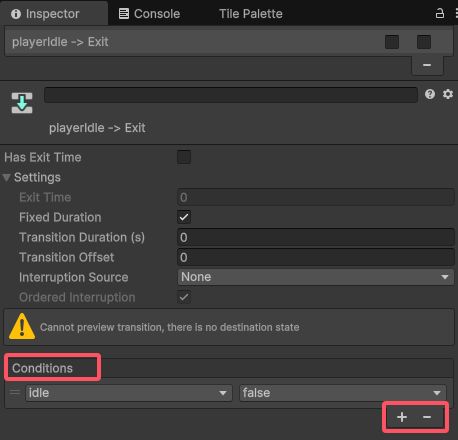 Inspector Console Tile Palette
playerIdle -> Exit
playerIdle -> Exit
Has Exit Time
Settings
Exit Time 0
Fixed Duration
Transition Duration (s) 0
Transition Offset 0
Interruption Source None
Ordered Interruption
Cannot preview transition, there is no destination state
Conditions
idle false
+ −